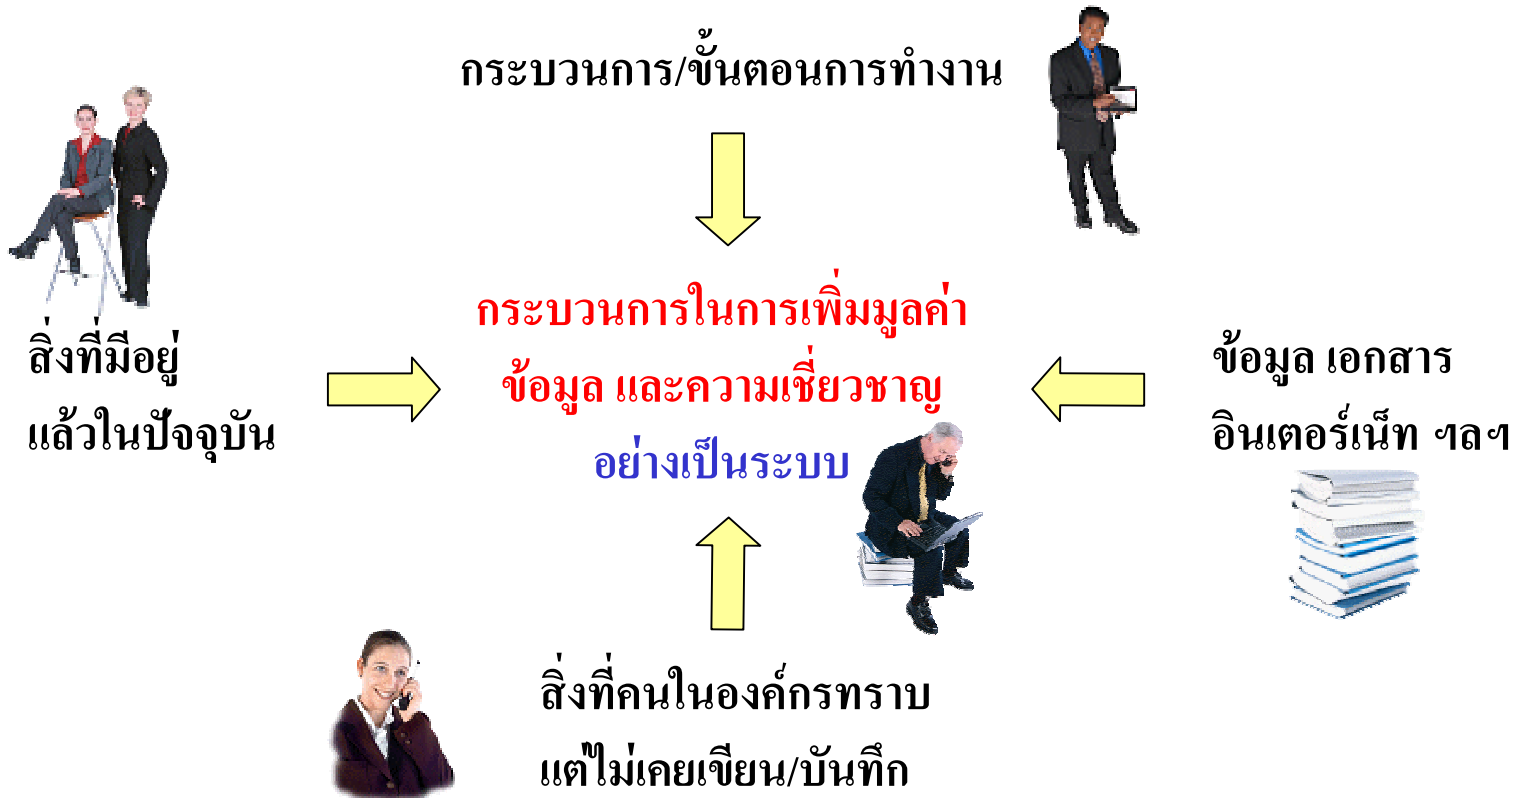 กระบวนการ/ขั้นตอนการทำงาน
สิ่งที่มีอยู่
แล้วในปัจจุบัน
กระบวนการในการเพิ่มมูลค่า
ข้อมูล และความเชี่ยวชาญ
อย่างเป็นระบบ
ข้อมูล เอกสาร
อินเตอร์เน็ท ฯลฯ
สิ่งที่คนในองค์กรทราบ
แต่ไม่เคยเขียน/บันทึก